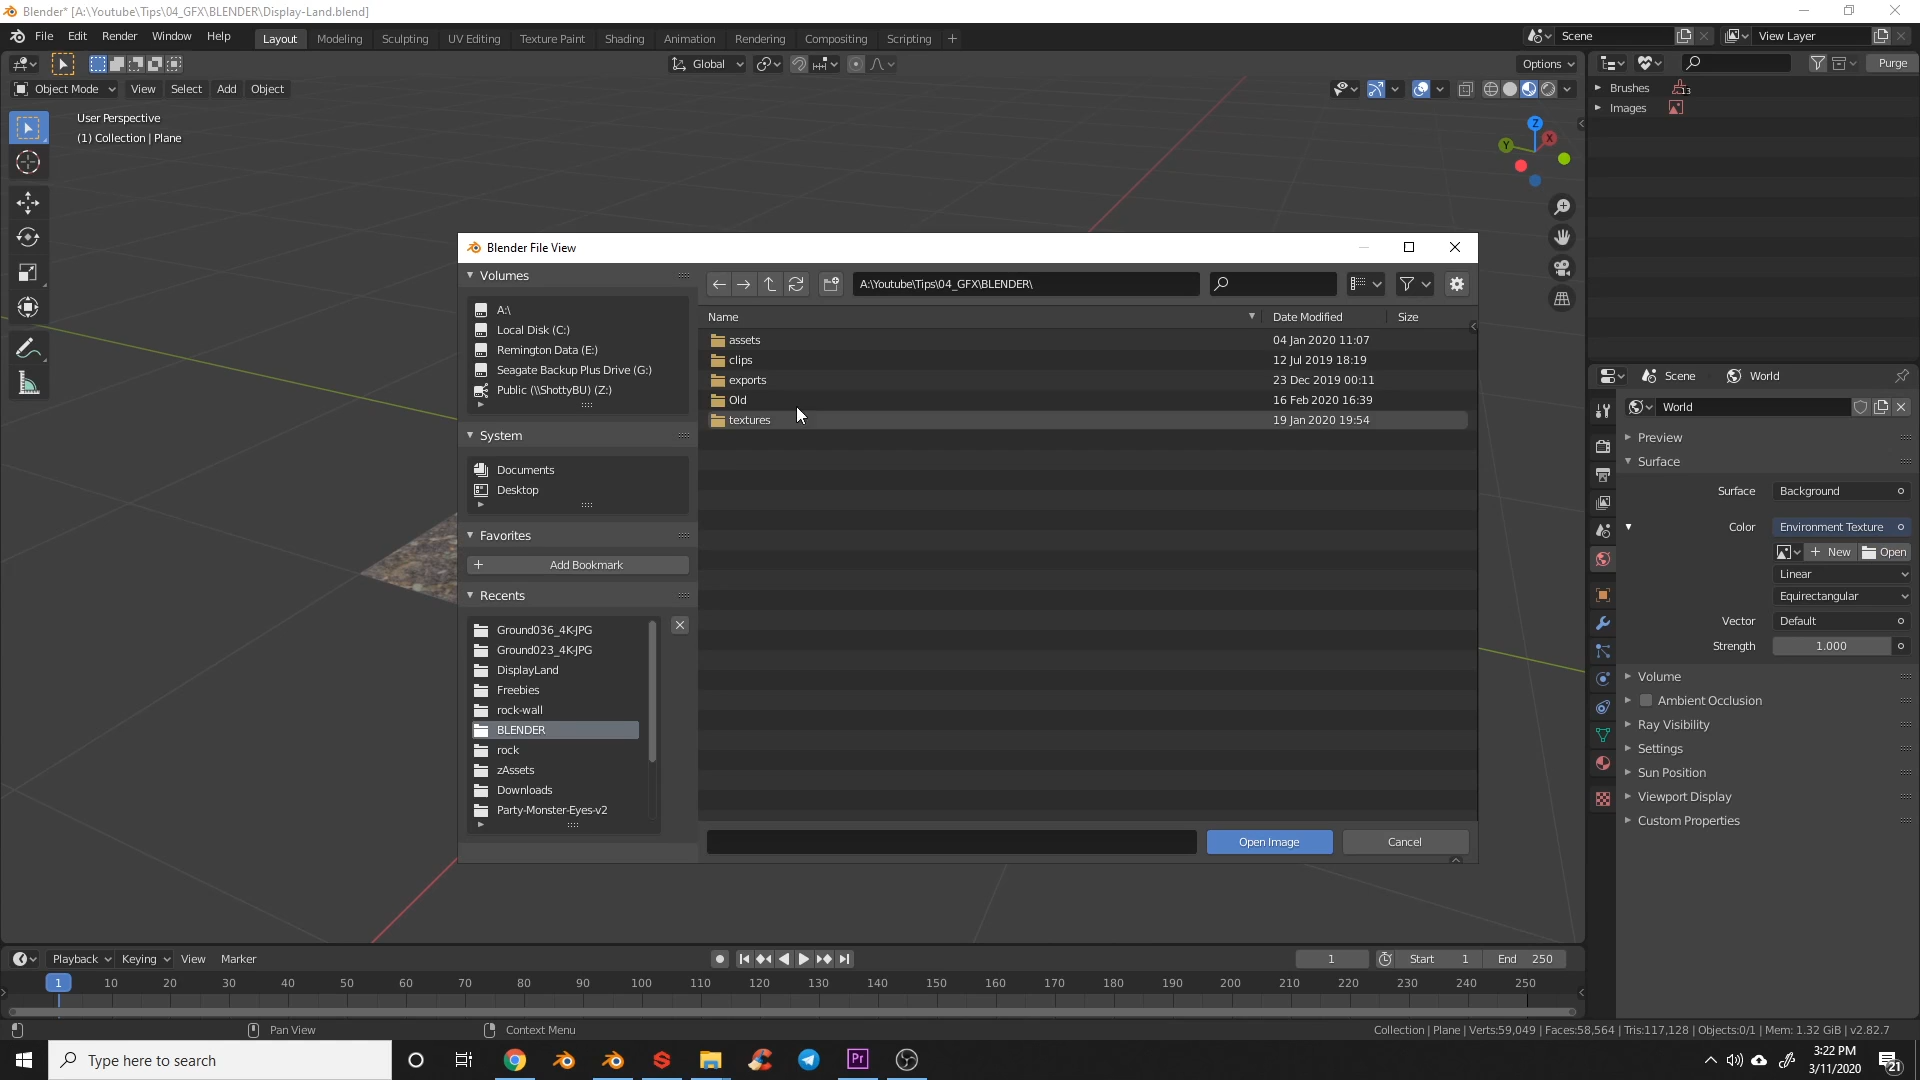 Blender* [A:\Youtube\Tips\04_GFX\BLENDER\Display-Land.blend]
File Edit Render Window Help Layout Modeling Sculpting UV Editing Texture Paint Shading Animation Rendering Compositing Scripting + Scene View Layer
Global Options Purge
Object Mode View Select Add Object
Brushes 13
Images
User Perspective
(1) Collection | Plane
Z
X
Y
Blender File View
Volumes
A:\
Local Disk (C:)
Remington Data (E:)
Seagate Backup Plus Drive (G:)
Public (\\ShottyBU) (Z:)
System
Documents
Desktop
Favorites
+ Add Bookmark
Recents
Ground036_4K-JPG
Ground023_4K-JPG
DisplayLand
Freebies
rock-wall
BLENDER
rock
zAssets
Downloads
Party-Monster-Eyes-v2
A:\Youtube\Tips\04_GFX\BLENDER\
Name Date Modified Size
assets 04 Jan 2020 11:07
clips 12 Jul 2019 18:19
exports 23 Dec 2019 00:11
Old 16 Feb 2020 16:39
textures 19 Jan 2020 19:54
Open Image Cancel
Scene World
World
Preview
Surface
Surface Background
Color Environment Texture
+ New Open
Linear
Equirectangular
Vector Default
Strength 1.000
Volume
Ambient Occlusion
Ray Visibility
Settings
Sun Position
Viewport Display
Custom Properties
Playback Keying View Marker 1 Start 1 End 250
1 10 20 30 40 50 60 70 80 90 100 110 120 130 140 150 160 170 180 190 200 210 220 230 240 250
Pan View Context Menu Collection | Plane | Verts:59,049 | Faces:58,564 | Tris:117,128 | Objects:0/1 | Mem: 1.32 GiB | v2.82.7
Type here to search
Pr
3:22 PM
3/11/2020
21